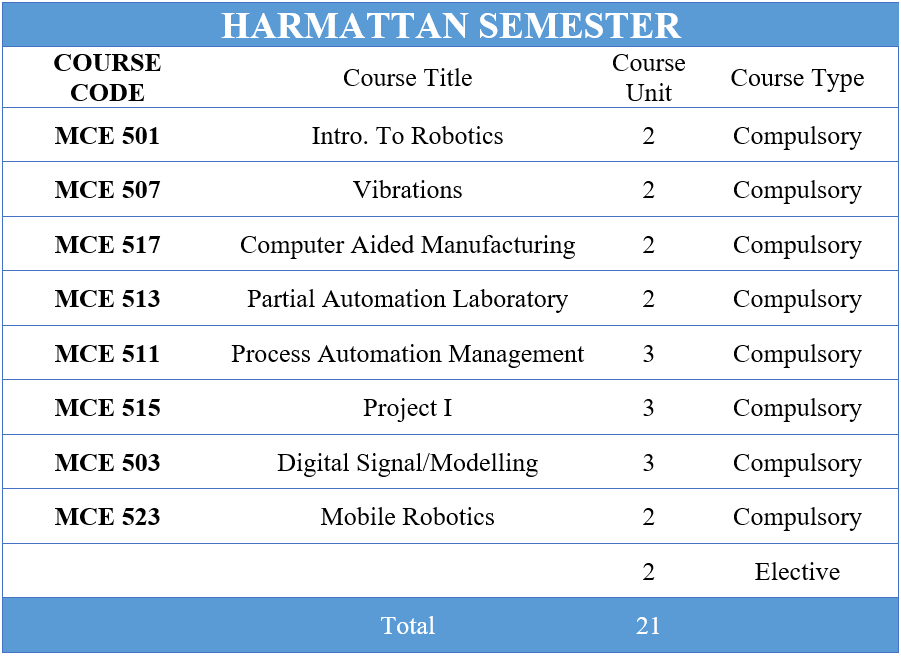 HARMATTAN SEMESTER
COURSE CODE Course Title Course Unit Course Type
MCE 501 Intro. To Robotics 2 Compulsory
MCE 507 Vibrations 2 Compulsory
MCE 517 Computer Aided Manufacturing 2 Compulsory
MCE 513 Partial Automation Laboratory 2 Compulsory
MCE 511 Process Automation Management 3 Compulsory
MCE 515 Project I 3 Compulsory
MCE 503 Digital Signal/Modelling 3 Compulsory
MCE 523 Mobile Robotics 2 Compulsory
2 Elective
Total 21